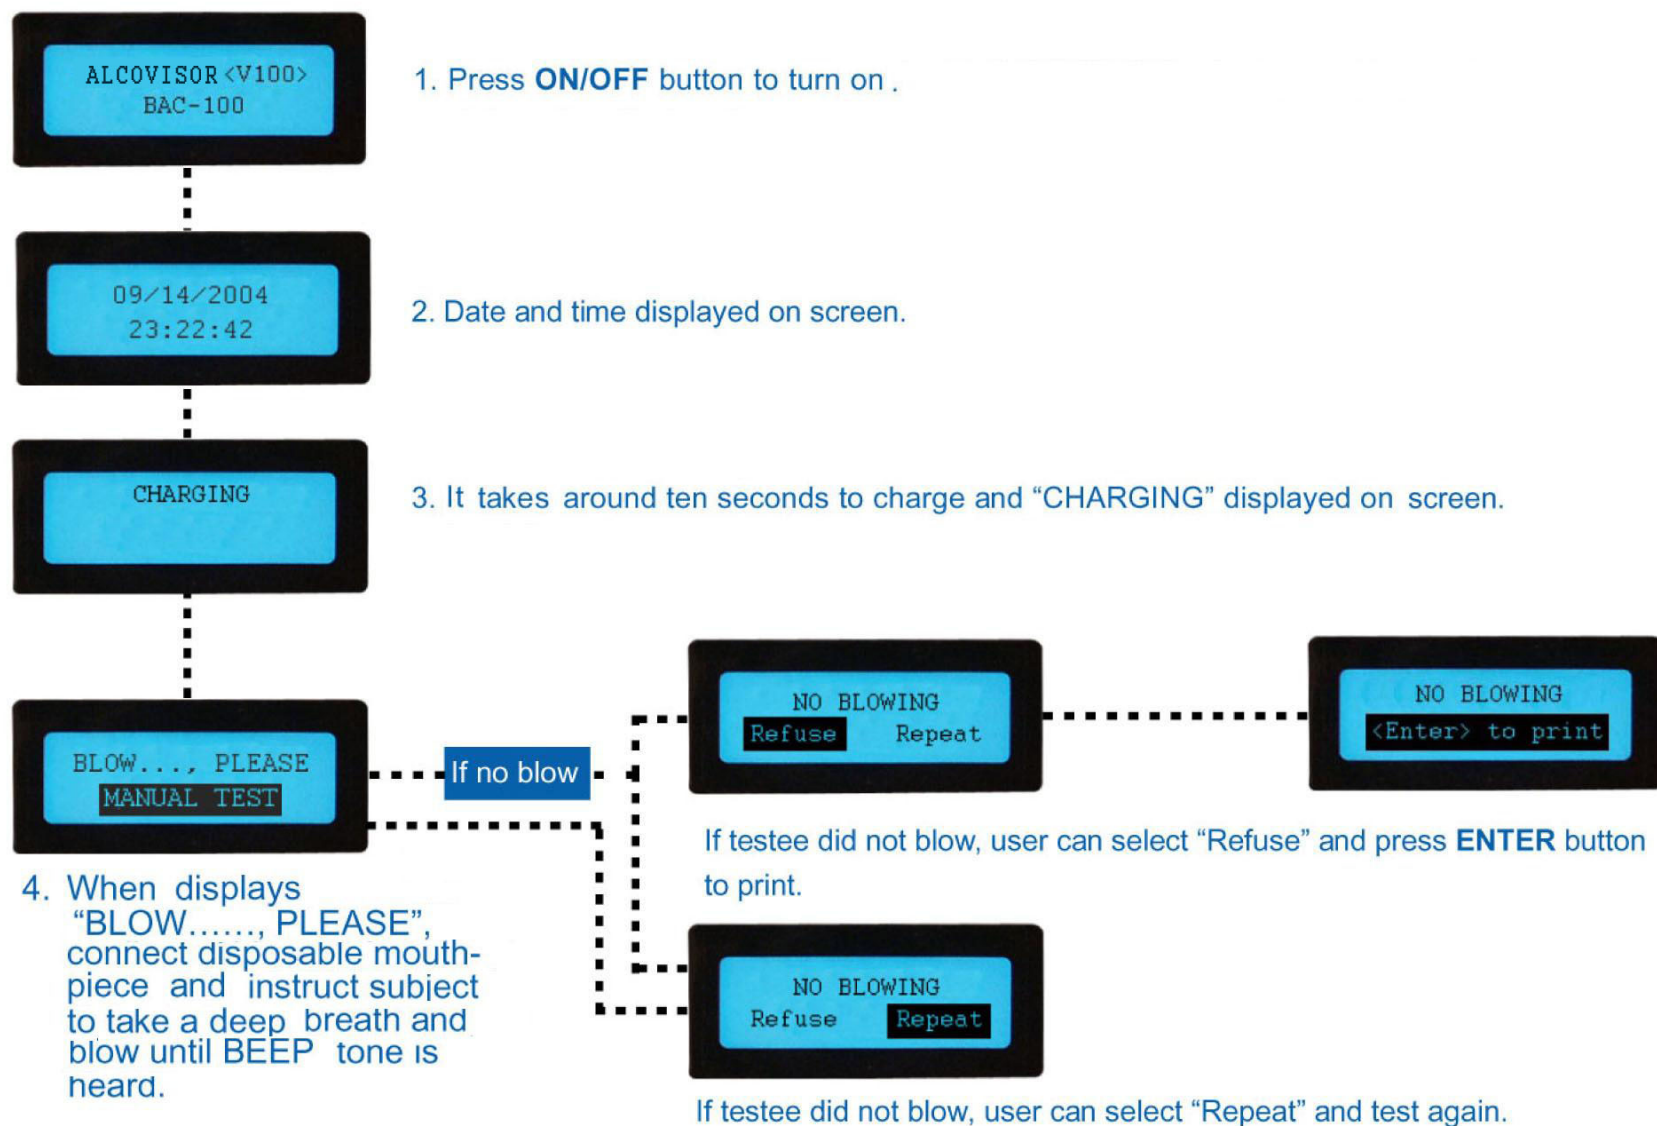 ALCOVISOR<V100>
BAC-100
1. Press ON/OFF button to turn on .
09/14/2004
23:22:42
2. Date and time displayed on screen.
CHARGING
3. It takes around ten seconds to charge and “CHARGING” displayed on screen.
BLOW..., PLEASE
MANUAL TEST
4. When displays
“BLOW......, PLEASE”,
connect disposable mouth-
piece and instruct subject
to take a deep breath and
blow until BEEP tone is
heard.
If no blow
NO BLOWING
Refuse Repeat
NO BLOWING
<Enter> to print
If testee did not blow, user can select “Refuse” and press ENTER button
to print.
NO BLOWING
Refuse Repeat
If testee did not blow, user can select “Repeat” and test again.